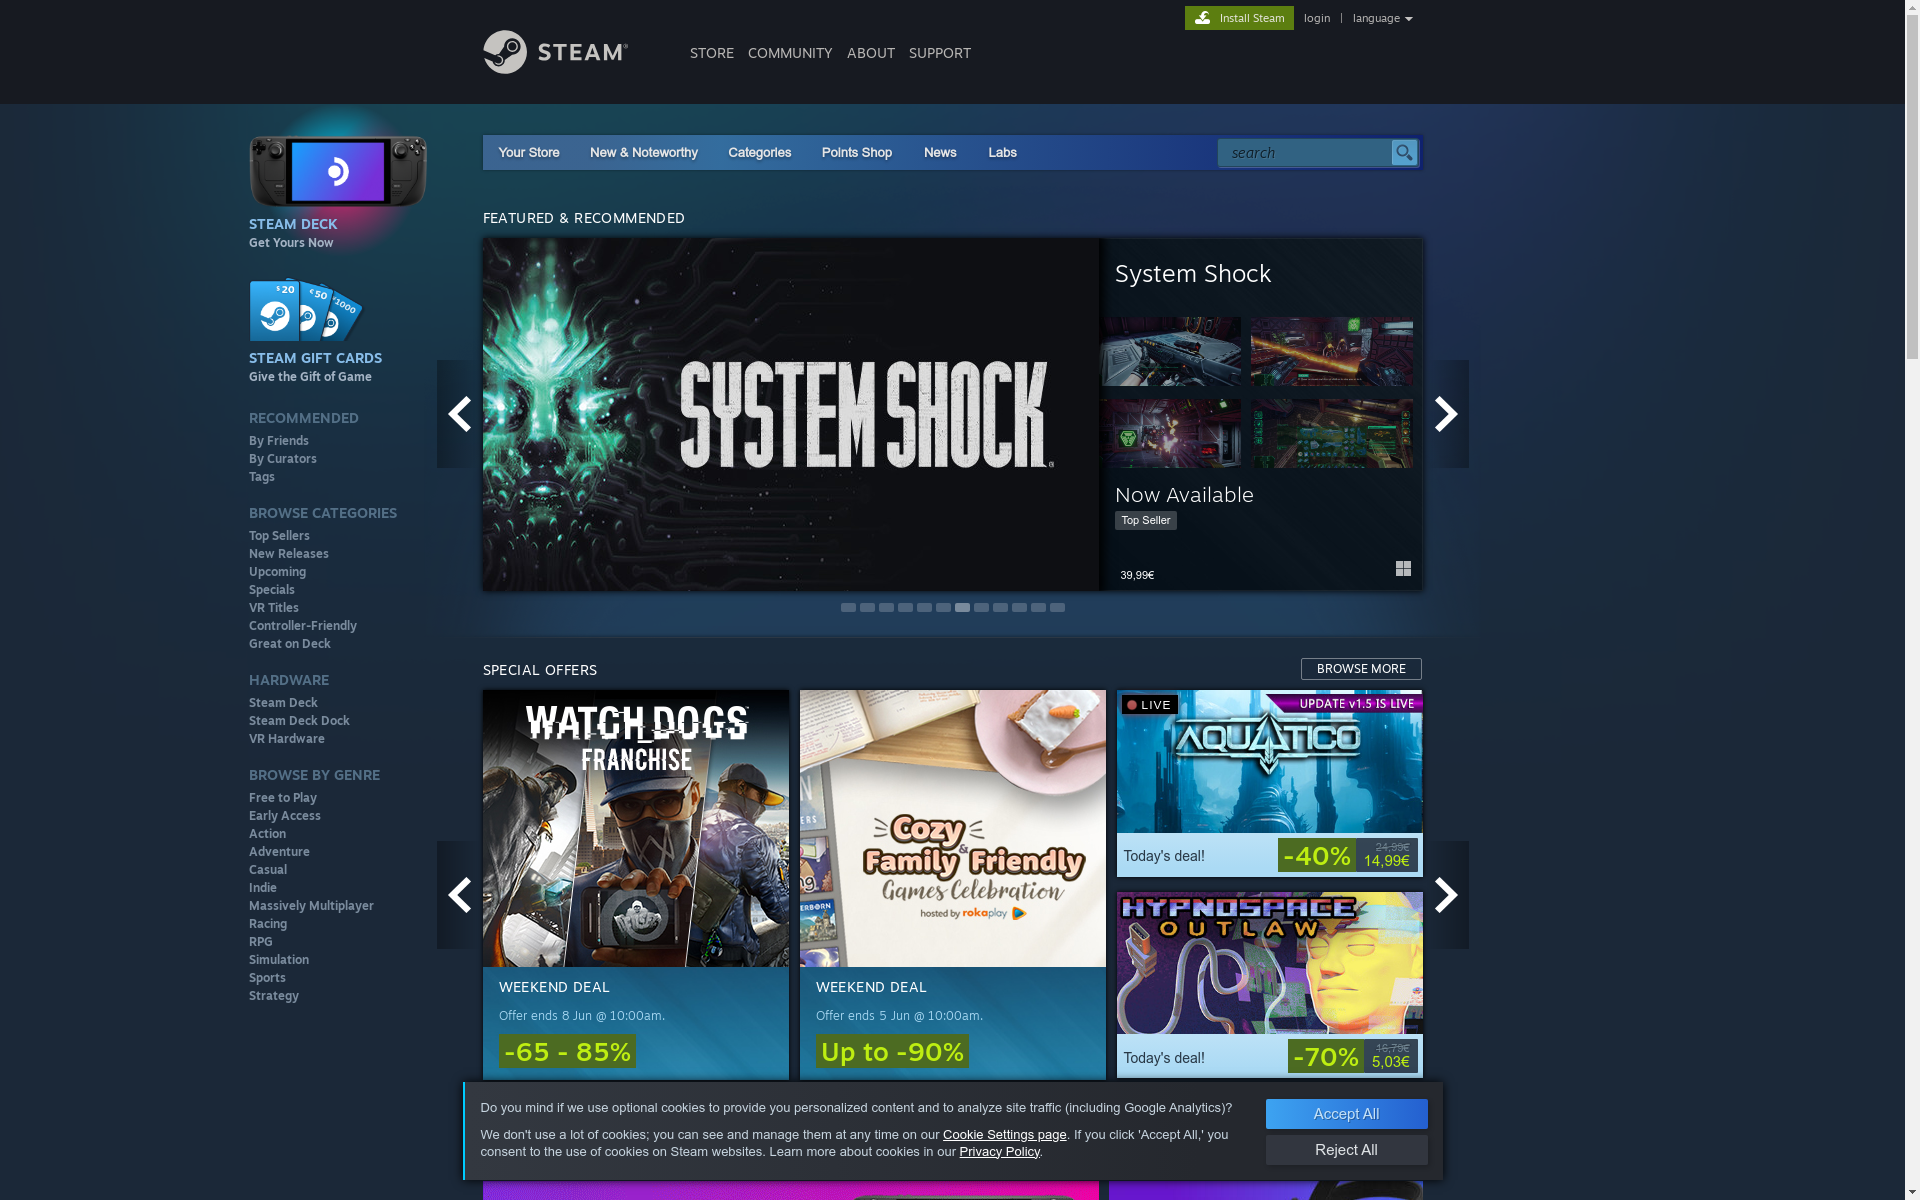 Install Steam
login
language
STEAM®
STORE
COMMUNITY
ABOUT
SUPPORT
Your Store
New & Noteworthy
Categories
Points Shop
News
Labs
search
STEAM DECK
Get Yours Now
$20
€50
1000
STEAM GIFT CARDS
Give the Gift of Game
RECOMMENDED
By Friends
By Curators
Tags
BROWSE CATEGORIES
Top Sellers
New Releases
Upcoming
Specials
VR Titles
Controller-Friendly
Great on Deck
HARDWARE
Steam Deck
Steam Deck Dock
VR Hardware
BROWSE BY GENRE
Free to Play
Early Access
Action
Adventure
Casual
Indie
Massively Multiplayer
Racing
RPG
Simulation
Sports
Strategy
FEATURED & RECOMMENDED
SYSTEM SHOCK
System Shock
Now Available
Top Seller
39,99€
SPECIAL OFFERS
BROWSE MORE
WATCH_DOGS
FRANCHISE
WEEKEND DEAL
Offer ends 8 Jun @ 10:00am.
-65 - 85%
Cozy
&
Family Friendly
Games Celebration
hosted by rokaplay
WEEKEND DEAL
Offer ends 5 Jun @ 10:00am.
Up to -90%
LIVE
UPDATE v1.5 IS LIVE
AQUATICO
Today's deal!
-40%
24,99€
14,99€
HYPNOSPACE
OUTLAW
Today's deal!
-70%
16,79€
5,03€
Do you mind if we use optional cookies to provide you personalized content and to analyze site traffic (including Google Analytics)?
We don't use a lot of cookies; you can see and manage them at any time on our Cookie Settings page. If you click 'Accept All,' you
consent to the use of cookies on Steam websites. Learn more about cookies in our Privacy Policy.
Accept All
Reject All